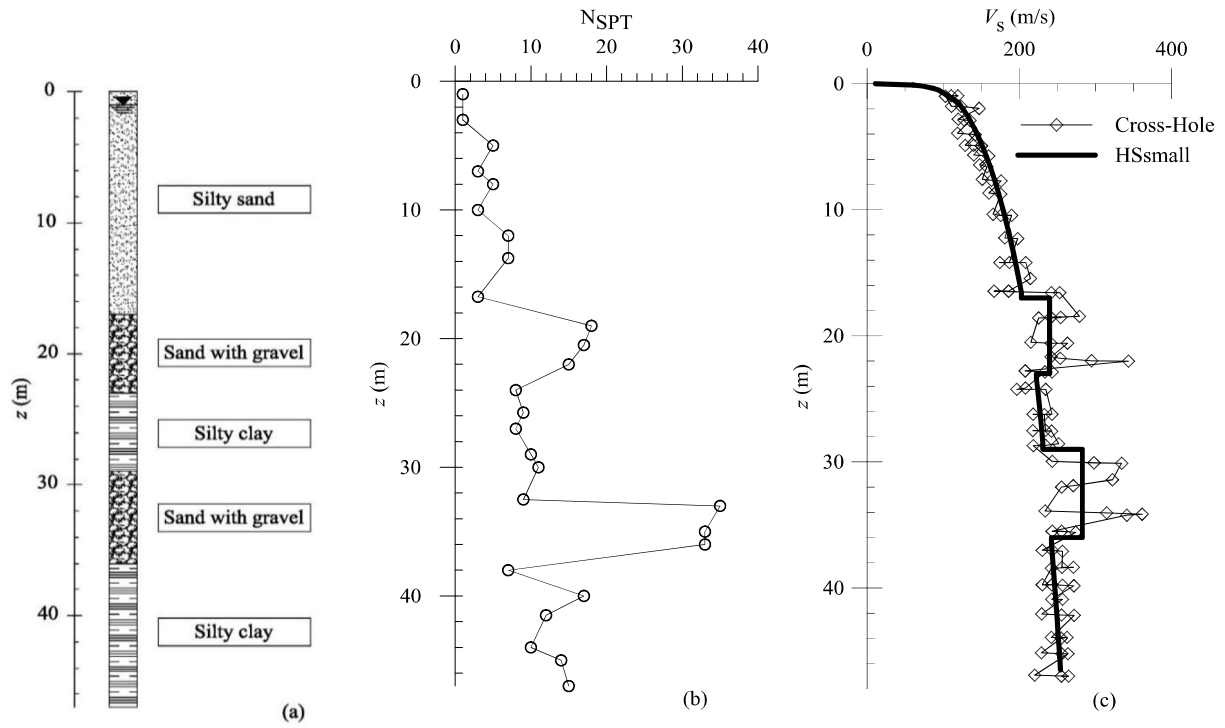 0
10
20
30
40
z (m)
Silty sand
Sand with gravel
Silty clay
Sand with gravel
Silty clay
(a)
NSPT
0 10 20 30 40
0
10
20
30
40
z (m)
(b)
Vs (m/s)
0 200 400
0
10
20
30
40
z (m)
Cross-Hole
HSsmall
(c)